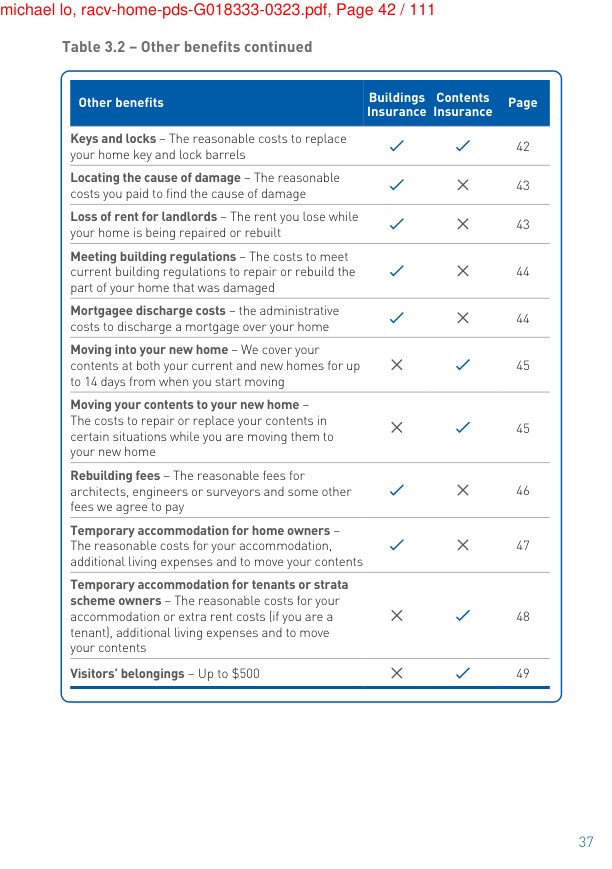 michael lo, racv-home-pds-G018333-0323.pdf, Page 42 / 111
Table 3.2 – Other benefits continued
Other benefits
Buildings Insurance
Contents Insurance
Page
Keys and locks – The reasonable costs to replace
your home key and lock barrels
✓ ✓ 42
Locating the cause of damage – The reasonable
costs you paid to find the cause of damage
✓ ✕ 43
Loss of rent for landlords – The rent you lose while
your home is being repaired or rebuilt
✓ ✕ 43
Meeting building regulations – The costs to meet
current building regulations to repair or rebuild the
part of your home that was damaged
✓ ✕ 44
Mortgagee discharge costs – the administrative
costs to discharge a mortgage over your home
✓ ✕ 44
Moving into your new home – We cover your
contents at both your current and new homes for up
to 14 days from when you start moving
✕ ✓ 45
Moving your contents to your new home –
The costs to repair or replace your contents in
certain situations while you are moving them to
your new home
✕ ✓ 45
Rebuilding fees – The reasonable fees for
architects, engineers or surveyors and some other
fees we agree to pay
✓ ✕ 46
Temporary accommodation for home owners –
The reasonable costs for your accommodation,
additional living expenses and to move your contents
✓ ✕ 47
Temporary accommodation for tenants or strata
scheme owners – The reasonable costs for your
accommodation or extra rent costs (if you are a
tenant), additional living expenses and to move
your contents
✕ ✓ 48
Visitors' belongings – Up to $500
✕ ✓ 49
37